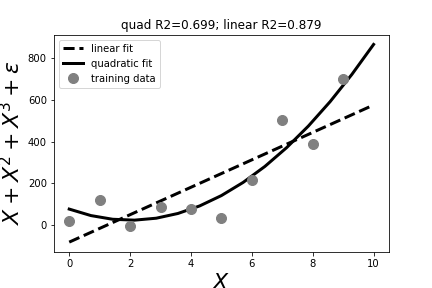 quad R2=0.699; linear R2=0.879
linear fit
quadratic fit
training data
800
600
400
200
0
X + X² + X³ + ε
0 2 4 6 8 10
X